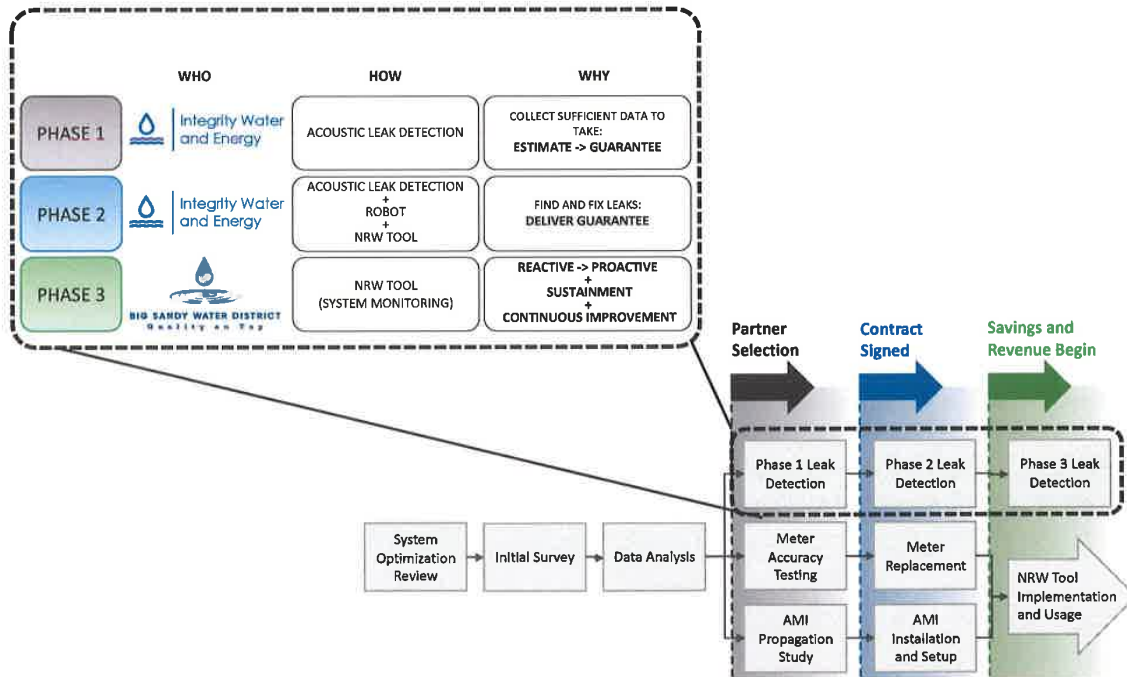 WHO
HOW
WHY
PHASE 1
Integrity Water
and Energy
ACOUSTIC LEAK DETECTION
COLLECT SUFFICIENT DATA TO
TAKE:
ESTIMATE -> GUARANTEE
PHASE 2
Integrity Water
and Energy
ACOUSTIC LEAK DETECTION
+
ROBOT
+
NRW TOOL
FIND AND FIX LEAKS:
DELIVER GUARANTEE
PHASE 3
BIG SANDY WATER DISTRICT
Quality on Tap
NRW TOOL
(SYSTEM MONITORING)
REACTIVE -> PROACTIVE
+
SUSTAINMENT
+
CONTINUOUS IMPROVEMENT
Partner
Selection
Contract
Signed
Savings and
Revenue Begin
Phase 1 Leak
Detection
Phase 2 Leak
Detection
Phase 3 Leak
Detection
System
Optimization
Review
Initial Survey
Data Analysis
Meter
Accuracy
Testing
Meter
Replacement
NRW Tool
Implementation
and Usage
AMI
Propagation
Study
AMI
Installation
and Setup